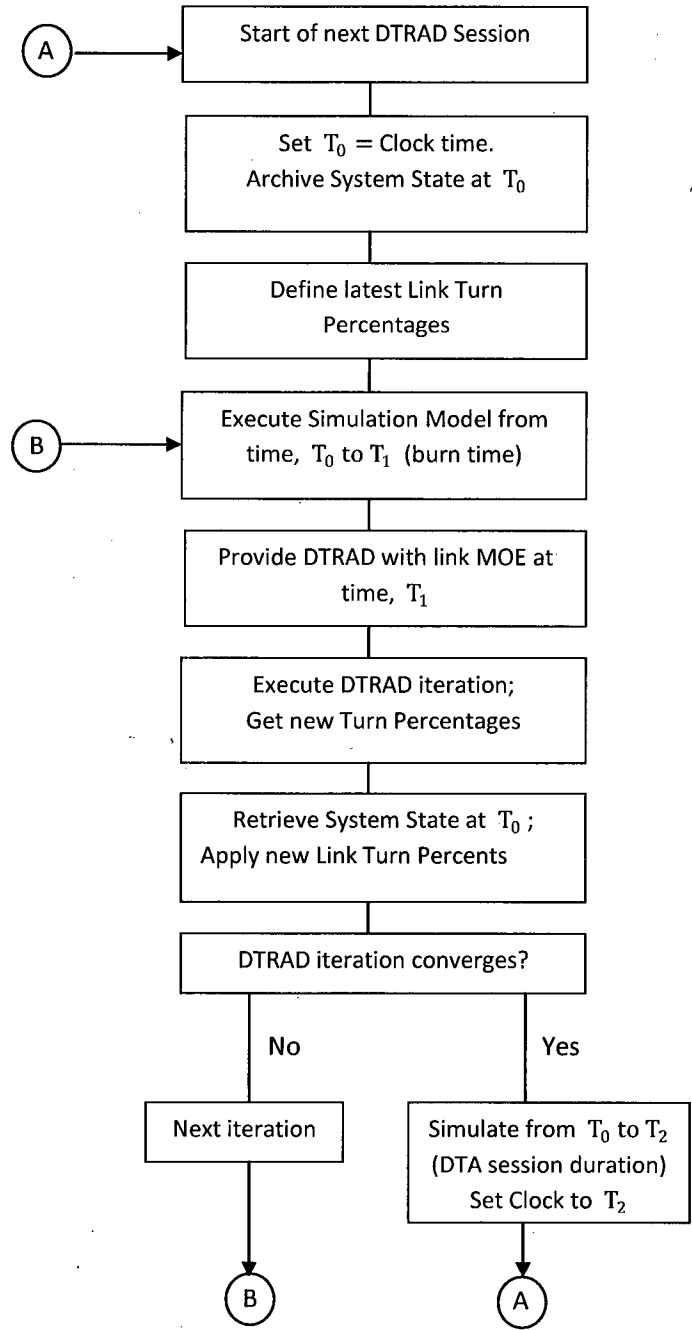 A
Start of next DTRAD Session
Set T₀ = Clock time.
Archive System State at T₀
Define latest Link Turn
Percentages
B
Execute Simulation Model from
time, T₀ to T₁ (burn time)
Provide DTRAD with link MOE at
time, T₁
Execute DTRAD iteration;
Get new Turn Percentages
Retrieve System State at T₀ ;
Apply new Link Turn Percents
DTRAD iteration converges?
No
Yes
Next iteration
Simulate from T₀ to T₂
(DTA session duration)
Set Clock to T₂
B
A